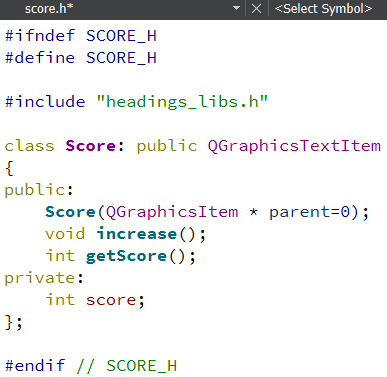 score.h* <Select Symbol>
#ifndef SCORE_H
#define SCORE_H
#include "headings_libs.h"
class Score: public QGraphicsTextItem
{
public:
    Score(QGraphicsItem * parent=0);
    void increase();
    int getScore();
private:
    int score;
};
#endif // SCORE_H